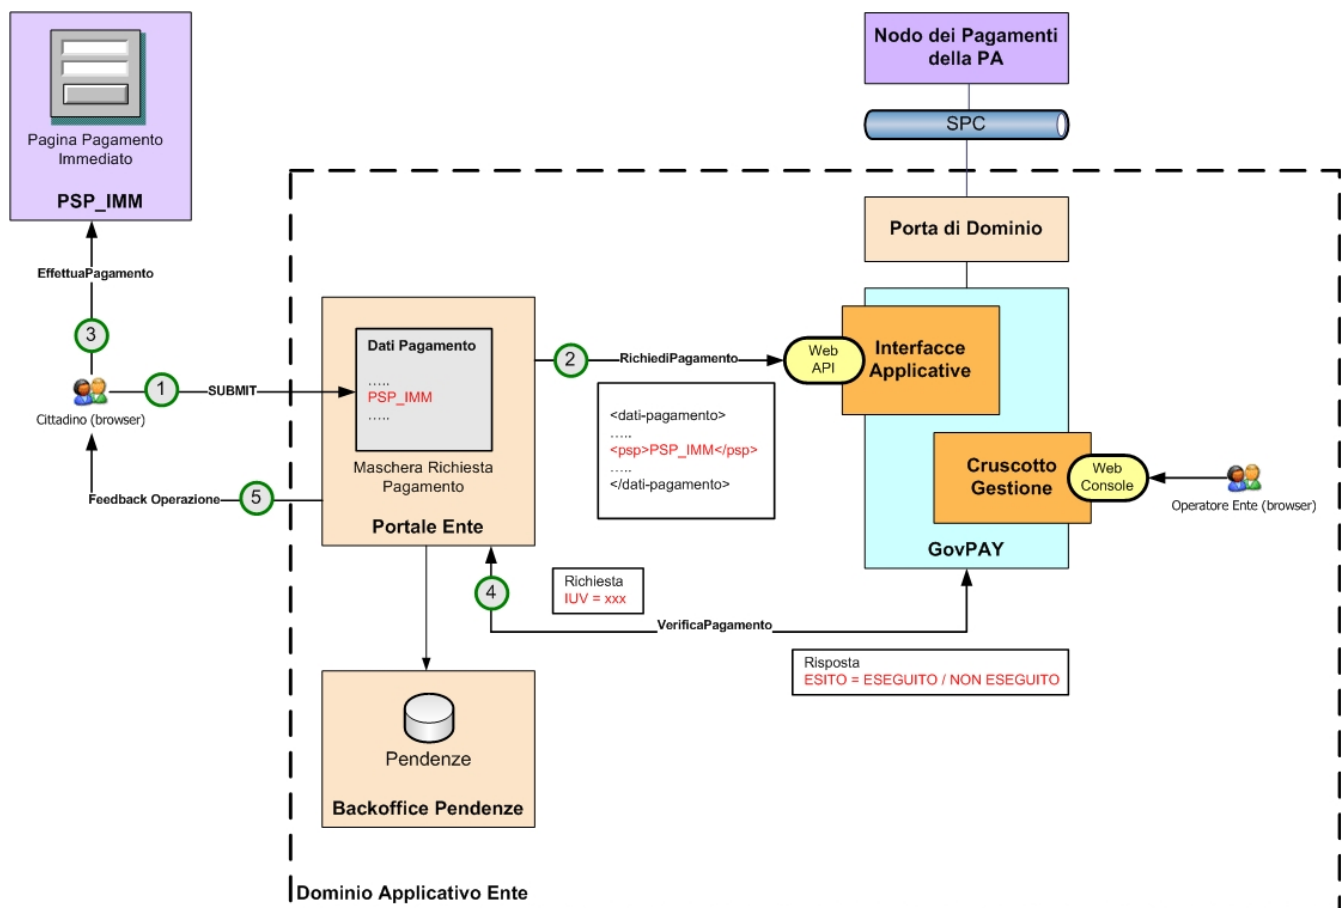 Pagina Pagamento
Immediato
PSP_IMM
Nodo dei Pagamenti
della PA
SPC
Porta di Dominio
EffettuaPagamento
3
1
SUBMIT
Cittadino (browser)
Feedback Operazione
5
Dati Pagamento
.....
PSP_IMM
.....
Maschera Richiesta
Pagamento
Portale Ente
2
RichiediPagamento
<dati-pagamento>
.....
<psp>PSP_IMM</psp>
.....
</dati-pagamento>
Web
API
Interfacce
Applicative
Cruscotto
Gestione
Web
Console
Operatore Ente (browser)
GovPAY
4
Richiesta
IUV = xxx
VerificaPagamento
Risposta
ESITO = ESEGUITO / NON ESEGUITO
Pendenze
Backoffice Pendenze
Dominio Applicativo Ente